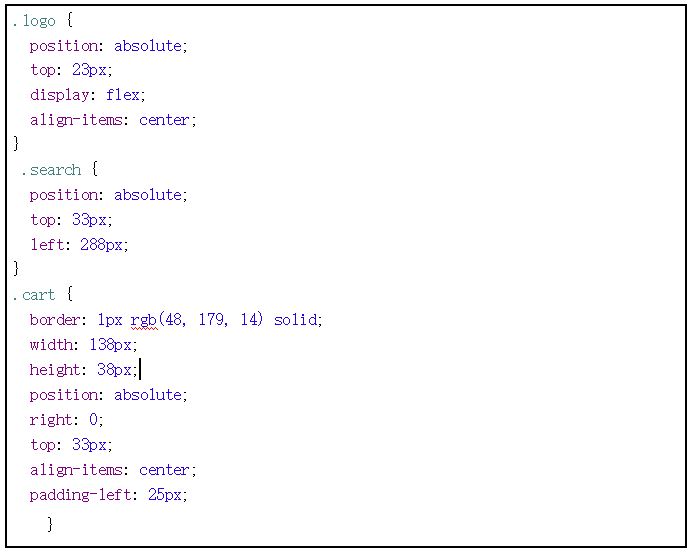 .logo {
position: absolute;
top: 23px;
display: flex;
align-items: center;
}
.search {
position: absolute;
top: 33px;
left: 288px;
}
.cart {
border: 1px rgb(48, 179, 14) solid;
width: 138px;
height: 38px;
position: absolute;
right: 0;
top: 33px;
align-items: center;
padding-left: 25px;
}